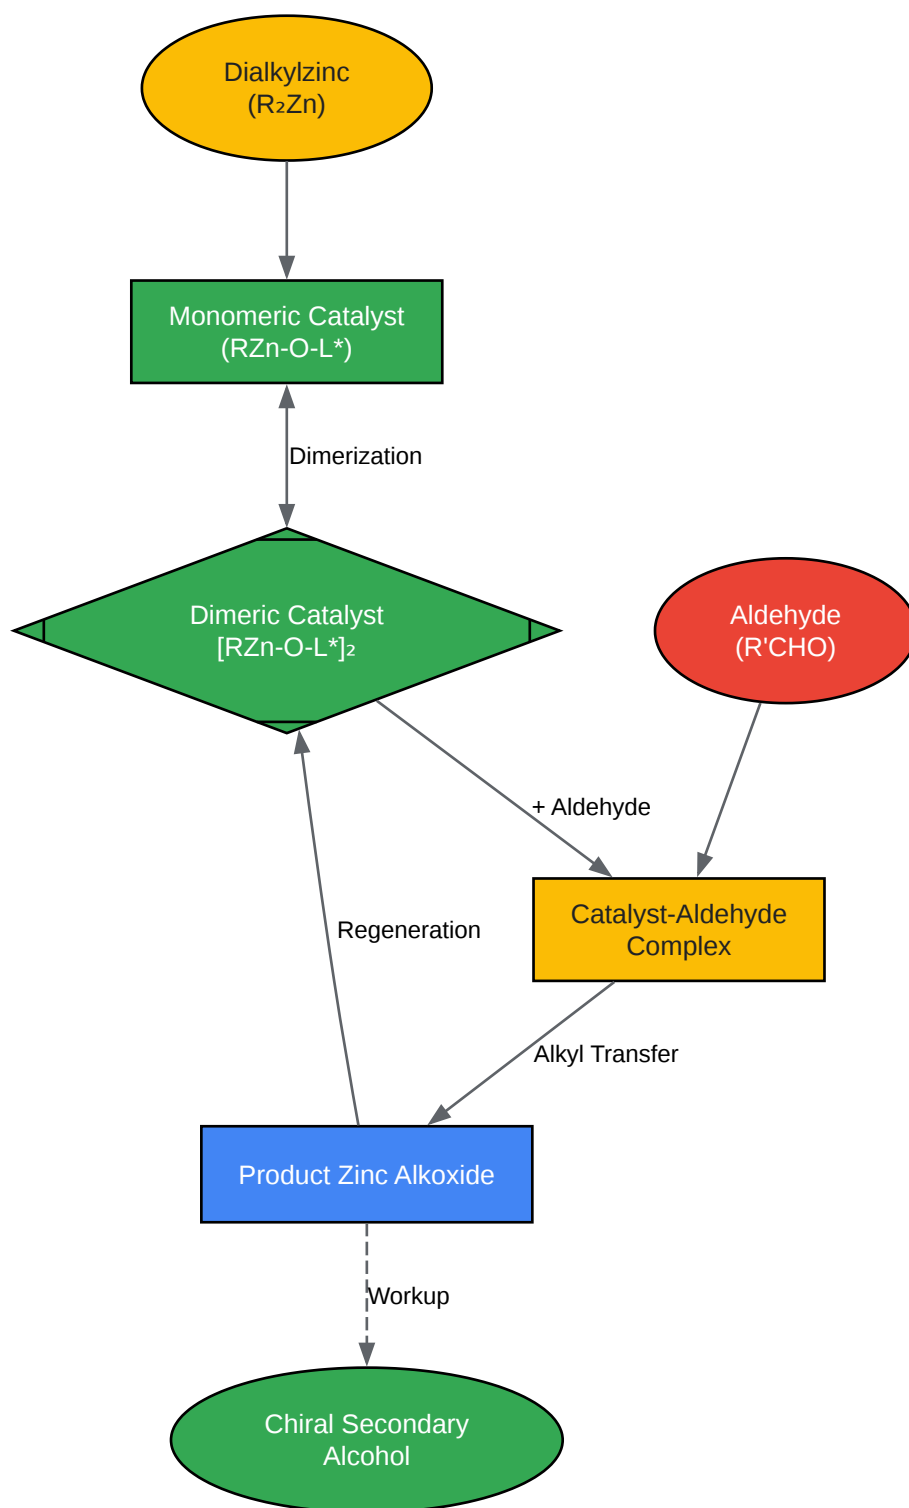 Dialkylzinc
(R₂Zn)
Monomeric Catalyst
(RZn-O-L*)
Dimerization
Dimeric Catalyst
[RZn-O-L*]₂
Aldehyde
(R'CHO)
+ Aldehyde
Catalyst-Aldehyde
Complex
Regeneration
Alkyl Transfer
Product Zinc Alkoxide
Workup
Chiral Secondary
Alcohol